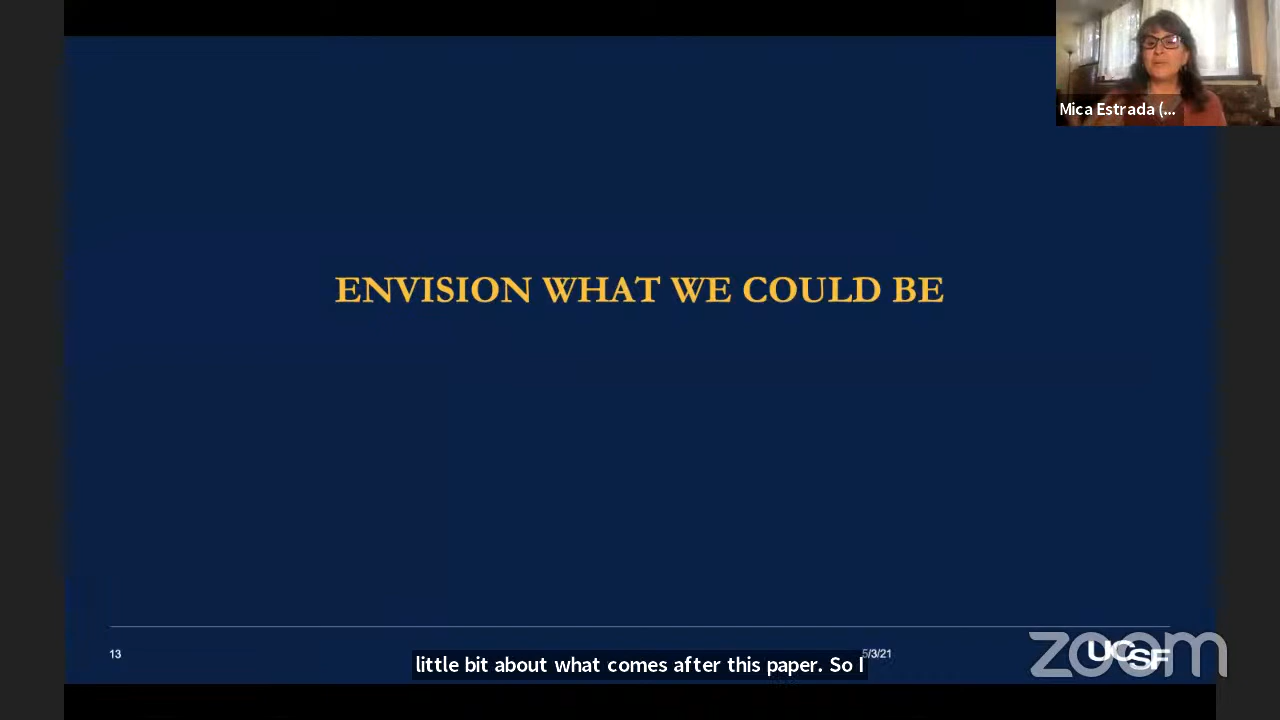 Mica Estrada (...
ENVISION WHAT WE COULD BE
13
little bit about what comes after this paper. So I
5/3/21
UCSF
zoom